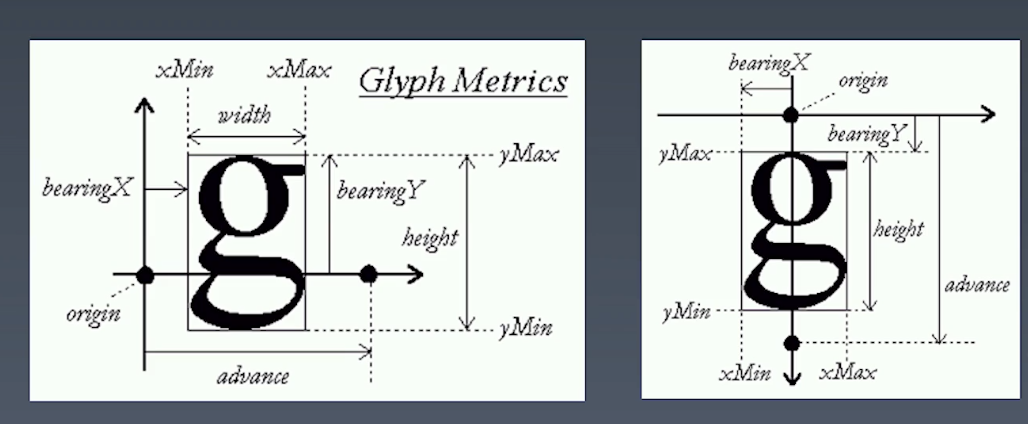 Glyph Metrics
xMin
xMax
width
yMax
bearingX
bearingY
height
origin
yMin
advance
bearingX
origin
bearingY
yMax
height
advance
yMin
xMin
xMax